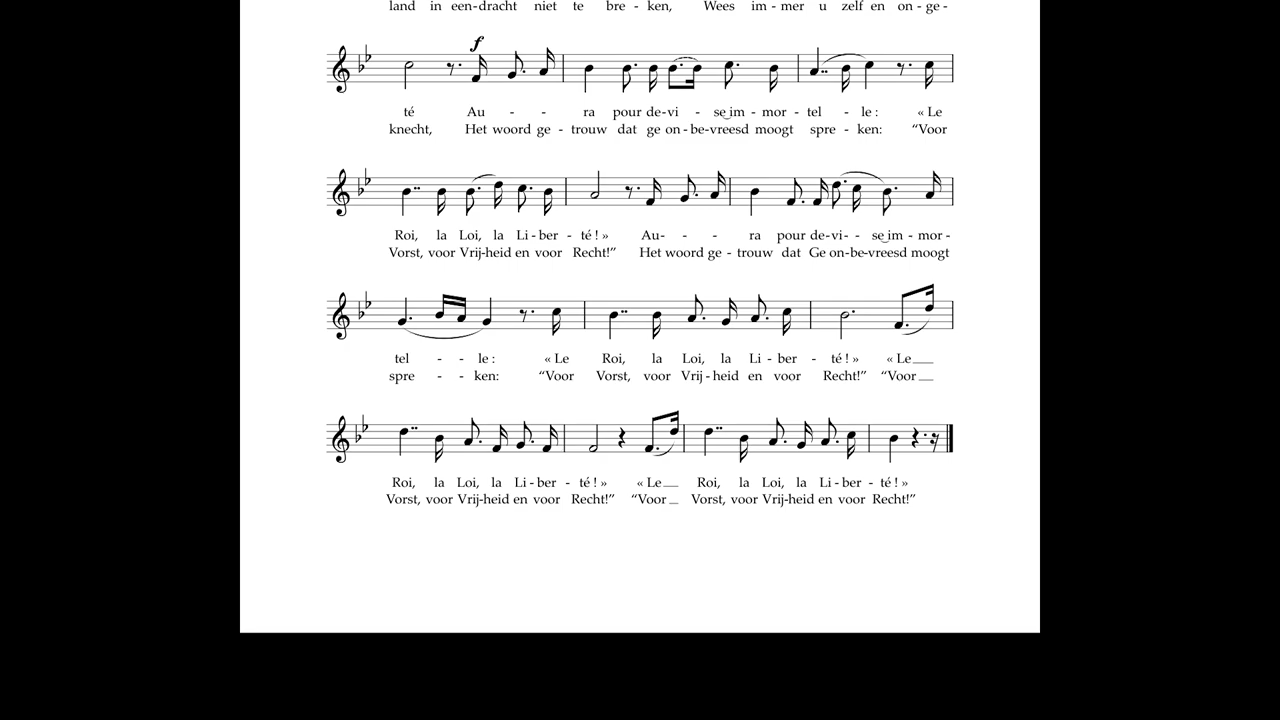 land in een-dracht niet te bre - ken, Wees im - mer u zelf en on - ge -
f
té Au - - ra pour de-vi - se‿im - mor - tel - le : « Le
knecht, Het woord ge - trouw dat ge on - be-vreesd moogt spre - ken: “Voor
Roi, la Loi, la Li - ber - té ! » Au- - - ra pour de-vi- - se‿im - mor -
Vorst, voor Vrij-heid en voor Recht!” Het woord ge - trouw dat Ge on-be-vreesd moogt
tel - - le : « Le Roi, la Loi, la Li - ber - té ! » « Le___
spre - - ken: “Voor Vorst, voor Vrij - heid en voor Recht!” “Voor __
Roi, la Loi, la Li - ber - té ! » « Le__ Roi, la Loi, la Li - ber - té ! »
Vorst, voor Vrij-heid en voor Recht!” “Voor _ Vorst, voor Vrij-heid en voor Recht!”